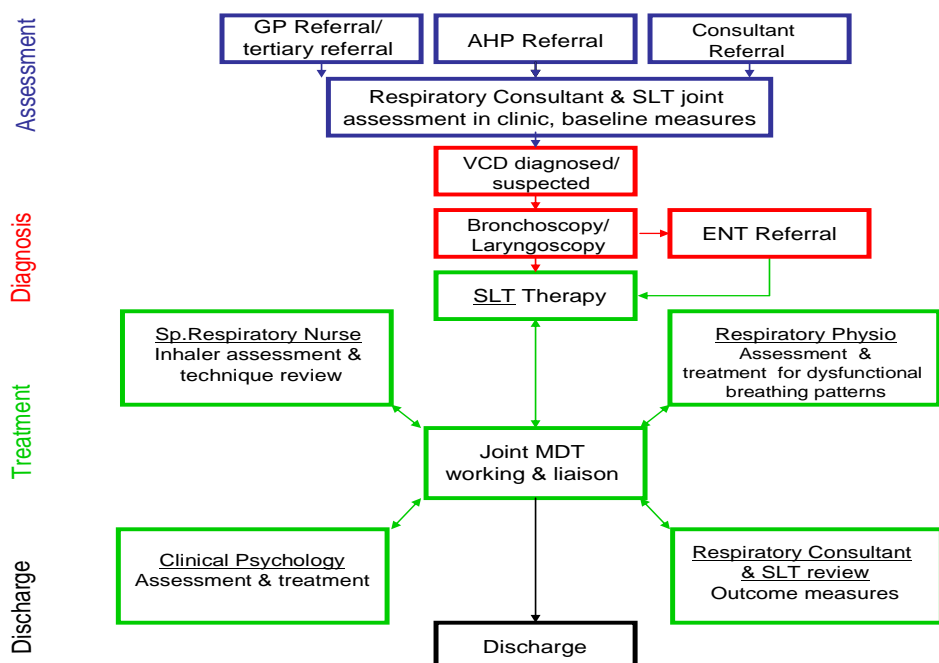 Assessment
GP Referral/
tertiary referral
AHP Referral
Consultant
Referral
Respiratory Consultant & SLT joint
assessment in clinic, baseline measures
Diagnosis
VCD diagnosed/
suspected
Bronchoscopy/
Laryngoscopy
ENT Referral
Treatment
SLT Therapy
Sp.Respiratory Nurse
Inhaler assessment &
technique review
Respiratory Physio
Assessment &
treatment for dysfunctional
breathing patterns
Joint MDT
working & liaison
Clinical Psychology
Assessment & treatment
Respiratory Consultant
& SLT review
Outcome measures
Discharge
Discharge